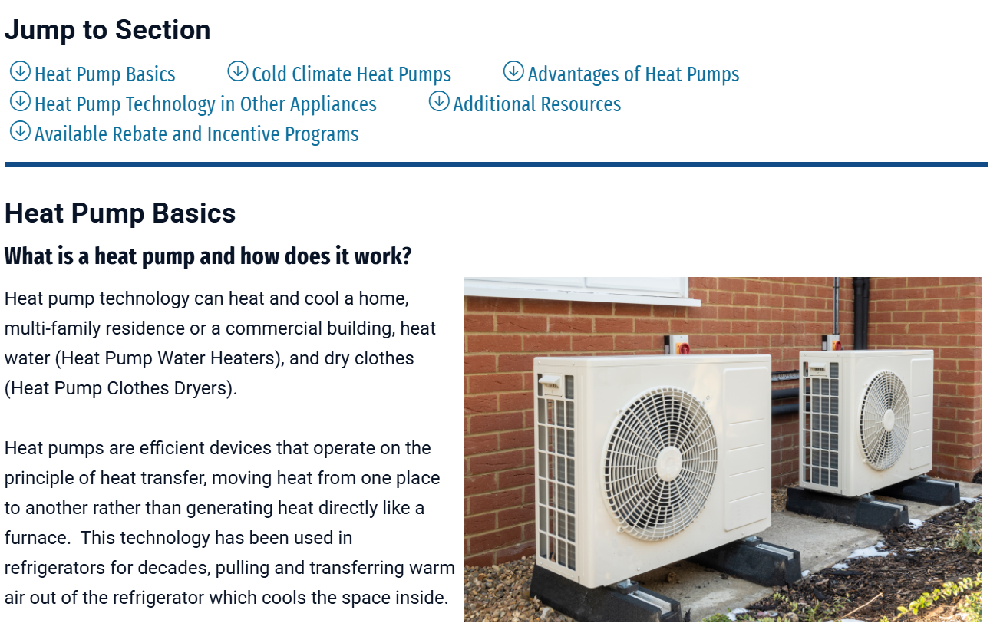 Jump to Section
Heat Pump Basics
Cold Climate Heat Pumps
Advantages of Heat Pumps
Heat Pump Technology in Other Appliances
Additional Resources
Available Rebate and Incentive Programs
Heat Pump Basics
What is a heat pump and how does it work?
Heat pump technology can heat and cool a home,
multi-family residence or a commercial building, heat
water (Heat Pump Water Heaters), and dry clothes
(Heat Pump Clothes Dryers).
Heat pumps are efficient devices that operate on the
principle of heat transfer, moving heat from one place
to another rather than generating heat directly like a
furnace.  This technology has been used in
refrigerators for decades, pulling and transferring warm
air out of the refrigerator which cools the space inside.